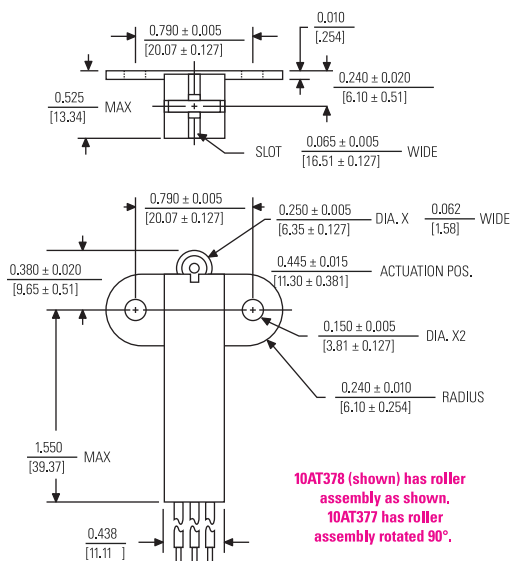 0.790 ± 0.005
[20.07 ± 0.127]
0.010
[.254]
0.240 ± 0.020
[6.10 ± 0.51]
0.525
[13.34]
MAX
SLOT
0.065 ± 0.005
[16.51 ± 0.127]
WIDE
0.790 ± 0.005
[20.07 ± 0.127]
0.250 ± 0.005
[6.35 ± 0.127]
DIA. X
0.062
[1.58]
WIDE
0.380 ± 0.020
[9.65 ± 0.51]
0.445 ± 0.015
[11.30 ± 0.381]
ACTUATION POS.
0.150 ± 0.005
[3.81 ± 0.127]
DIA. X2
0.240 ± 0.010
[6.10 ± 0.254]
RADIUS
1.550
[39.37]
MAX
10AT378 (shown) has roller
assembly as shown.
10AT377 has roller
assembly rotated 90°.
0.438
[11.11 ]